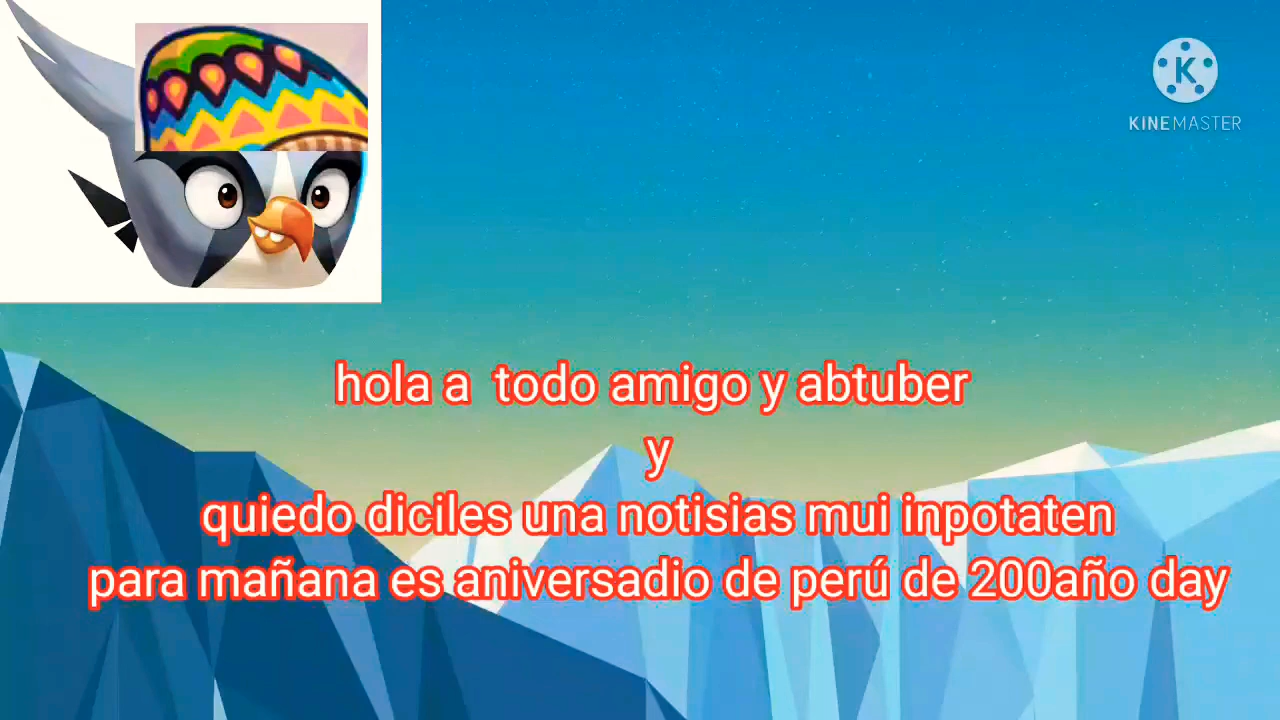 K
KINEMASTER
hola a todo amigo y abtuber
y
quiedo diciles una notisias mui inpotaten
para mañana es aniversadio de perú de 200año day